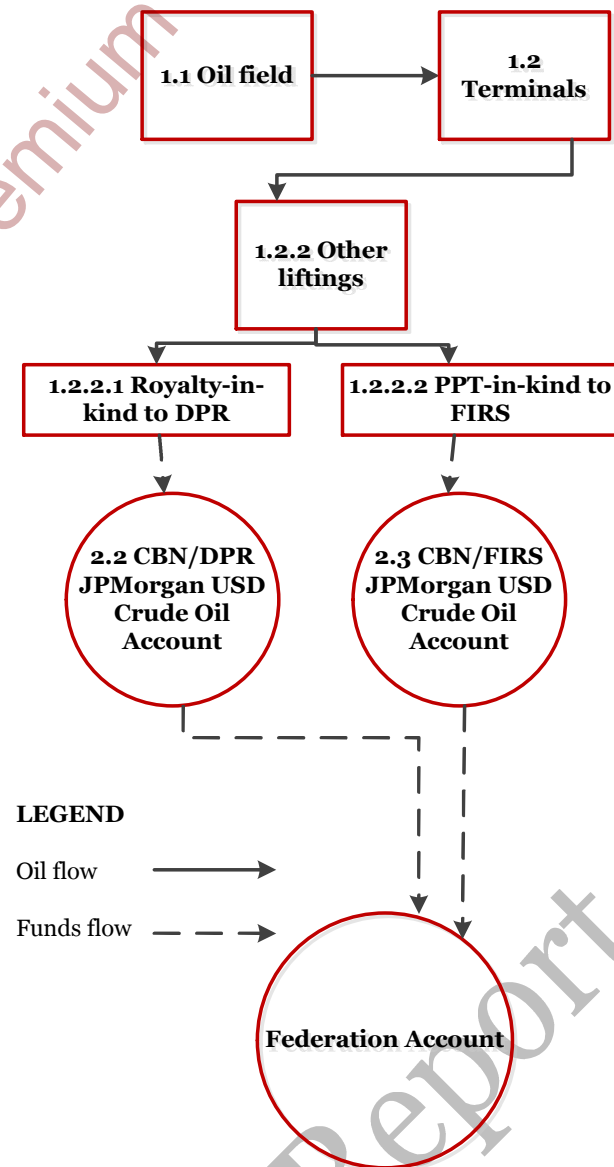 emium
1.1 Oil field
1.2
Terminals
1.2.2 Other
liftings
1.2.2.1 Royalty-in-
kind to DPR
1.2.2.2 PPT-in-kind to
FIRS
2.2 CBN/DPR
JPMorgan USD
Crude Oil
Account
2.3 CBN/FIRS
JPMorgan USD
Crude Oil
Account
LEGEND
Oil flow
Funds flow
Federation Account
Report